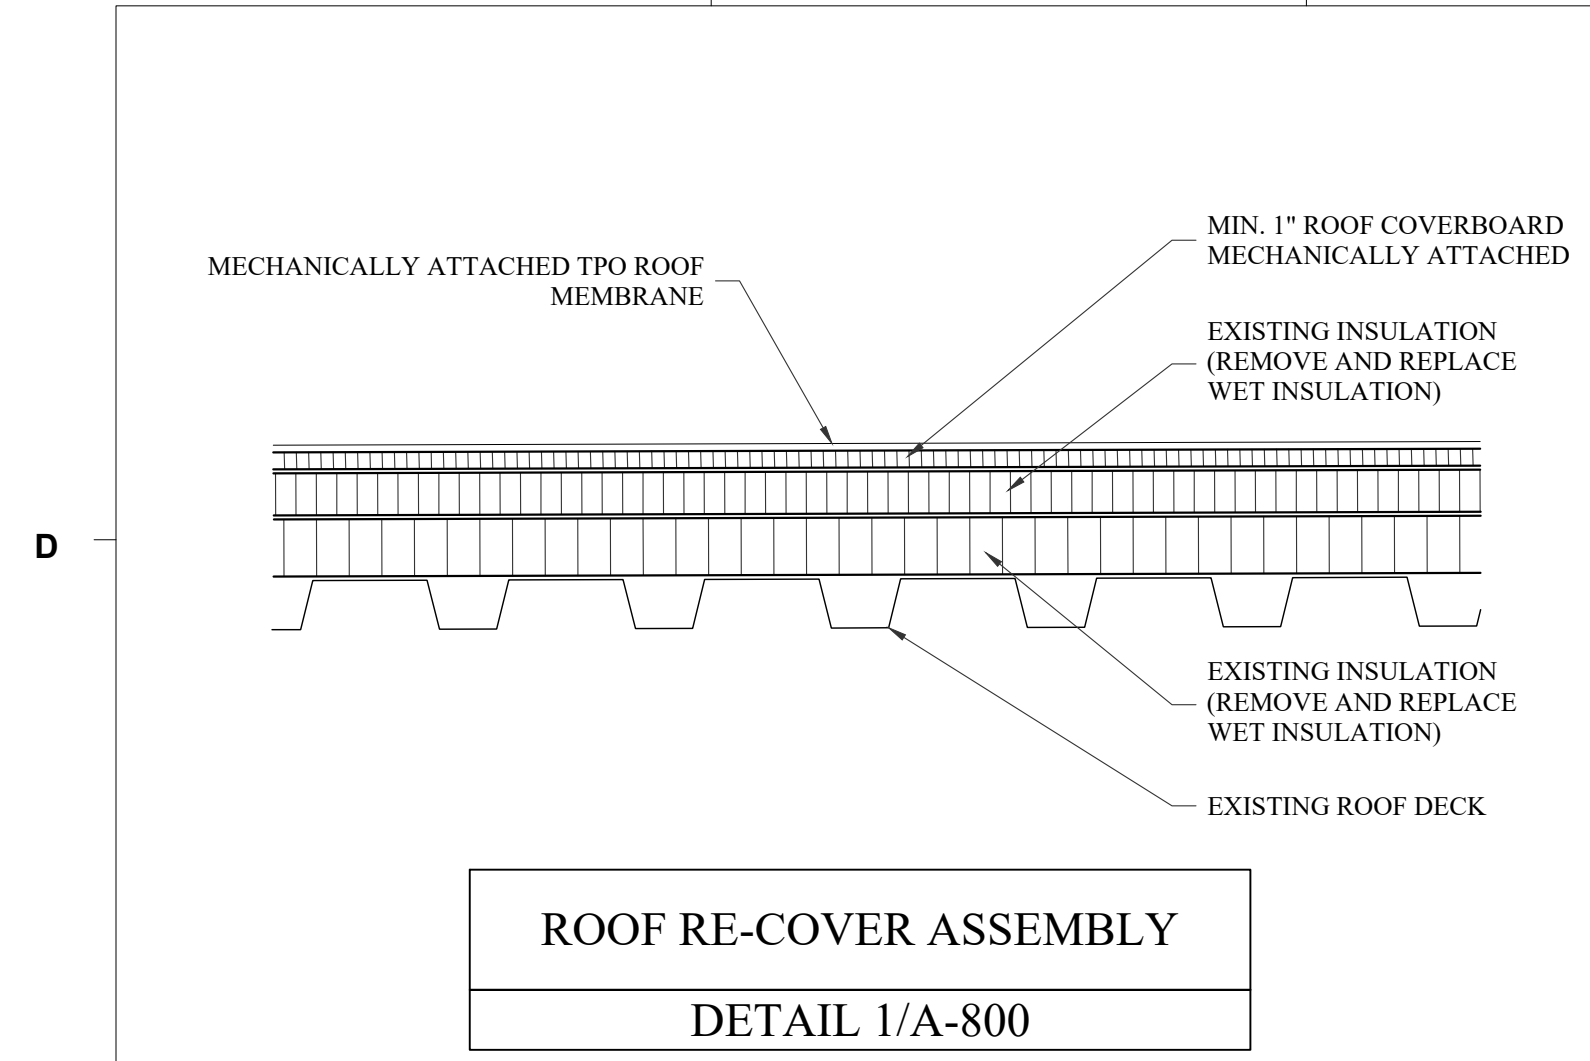 MECHANICALLY ATTACHED TPO ROOF
MEMBRANE
MIN. 1" ROOF COVERBOARD
MECHANICALLY ATTACHED
EXISTING INSULATION
(REMOVE AND REPLACE
WET INSULATION)
D
EXISTING INSULATION
(REMOVE AND REPLACE
WET INSULATION)
EXISTING ROOF DECK
ROOF RE-COVER ASSEMBLY
DETAIL 1/A-800